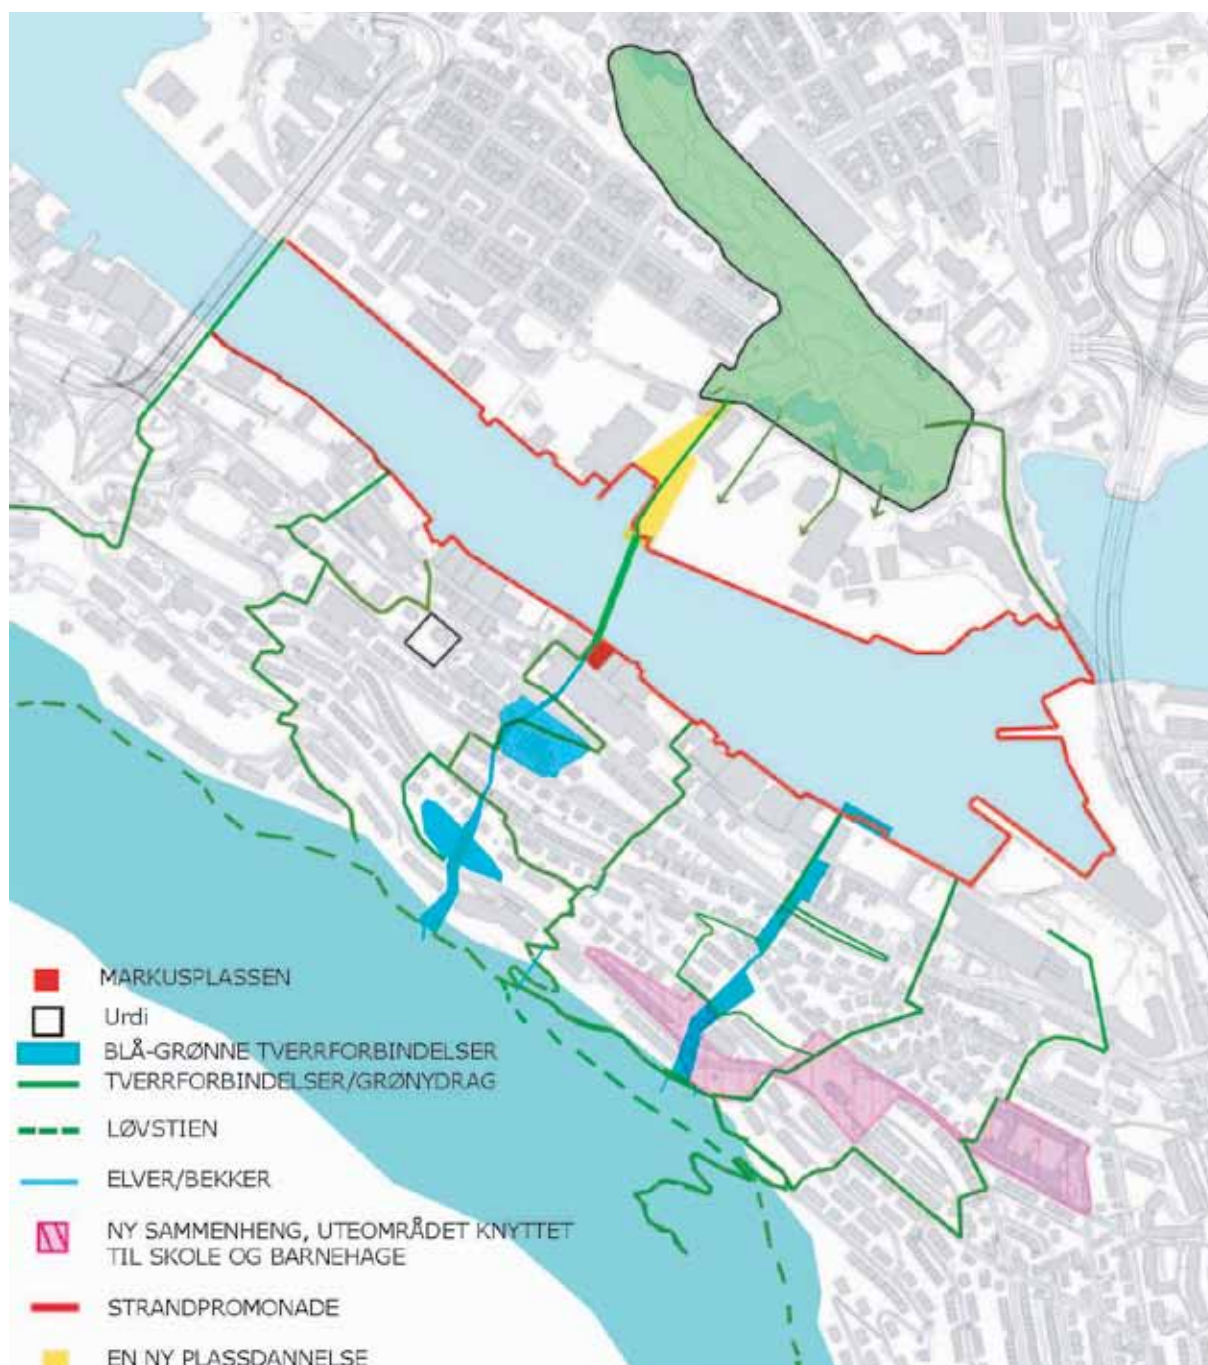 MARKUSPLASSEN
Urdi
BLÅ-GRØNNE TVERRFORBINDELSER
TVERRFORBINDELSER/GRØNYDRAG
LØVSTIEN
ELVER/BEKKER
NY SAMMENHENG, UTEOMRÅDET KNYTTET
TIL SKOLE OG BARNEHAGE
STRANDPROMONADE
EN NY PLASSDANNELSE